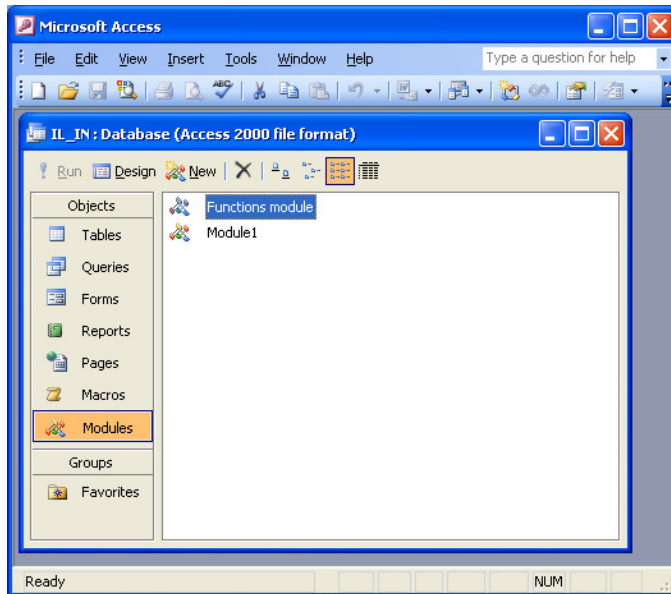 Microsoft Access
File Edit View Insert Tools Window Help Type a question for help
ABC
IL_IN : Database (Access 2000 file format)
Run Design New
Objects
Tables
Queries
Forms
Reports
Pages
Macros
Modules
Groups
Favorites
Functions module
Module1
Ready NUM